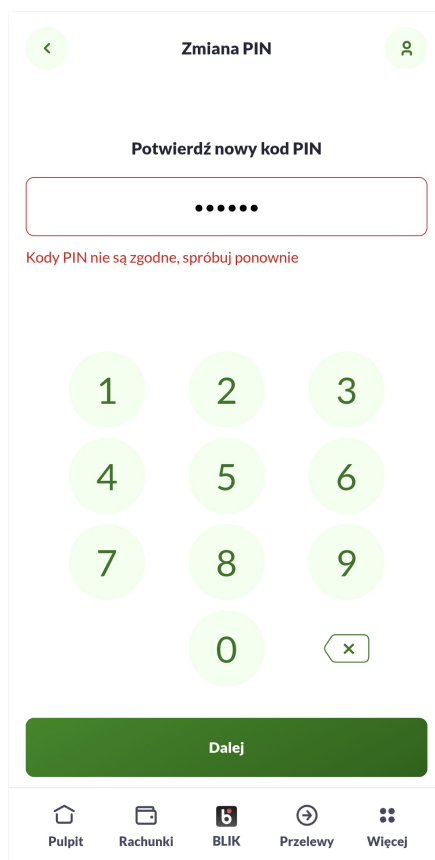 Zmiana PIN
Potwierdź nowy kod PIN
••••••
Kody PIN nie są zgodne, spróbuj ponownie
1 2 3
4 5 6
7 8 9
0
Dalej
Pulpit Rachunki BLIK Przelewy Więcej